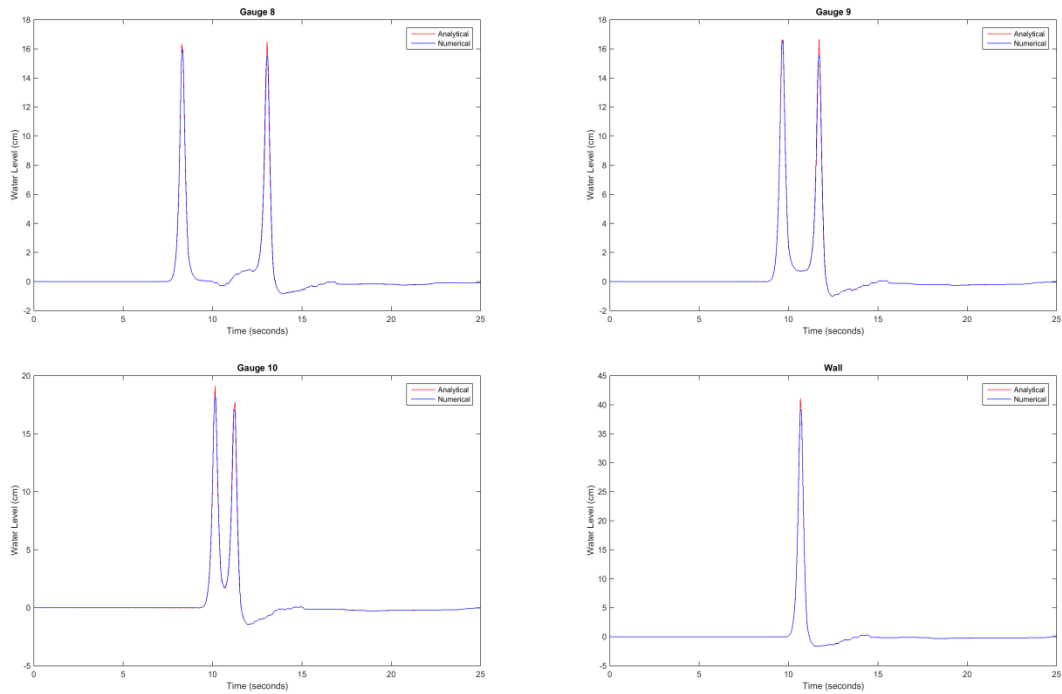 Gauge 8
18
16
14
12
10
8
6
4
2
0
-2
Water Level (cm)
Analytical
Numerical
0 5 10 15 20 25
Time (seconds)
Gauge 9
18
16
14
12
10
8
6
4
2
0
-2
Water Level (cm)
Analytical
Numerical
0 5 10 15 20 25
Time (seconds)
Gauge 10
20
15
10
5
0
-5
Water Level (cm)
Analytical
Numerical
0 5 10 15 20 25
Time (seconds)
Wall
45
40
35
30
25
20
15
10
5
0
-5
Water Level (cm)
Analytical
Numerical
0 5 10 15 20 25
Time (seconds)